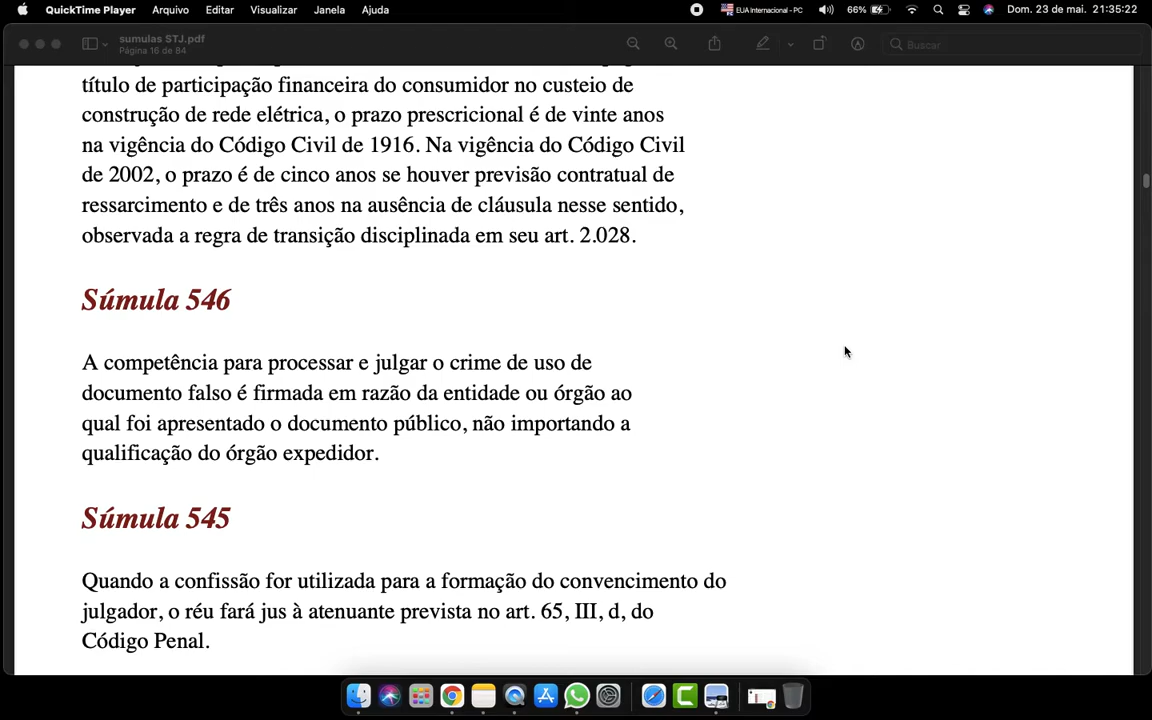 QuickTime Player Arquivo Editar Visualizar Janela Ajuda EUA Internacional - PC 66% Dom. 23 de mai. 21:35:22
sumulas STJ.pdf
Página 16 de 84
Buscar
título de participação financeira do consumidor no custeio de
construção de rede elétrica, o prazo prescricional é de vinte anos
na vigência do Código Civil de 1916. Na vigência do Código Civil
de 2002, o prazo é de cinco anos se houver previsão contratual de
ressarcimento e de três anos na ausência de cláusula nesse sentido,
observada a regra de transição disciplinada em seu art. 2.028.
Súmula 546
A competência para processar e julgar o crime de uso de
documento falso é firmada em razão da entidade ou órgão ao
qual foi apresentado o documento público, não importando a
qualificação do órgão expedidor.
Súmula 545
Quando a confissão for utilizada para a formação do convencimento do
julgador, o réu fará jus à atenuante prevista no art. 65, III, d, do
Código Penal.